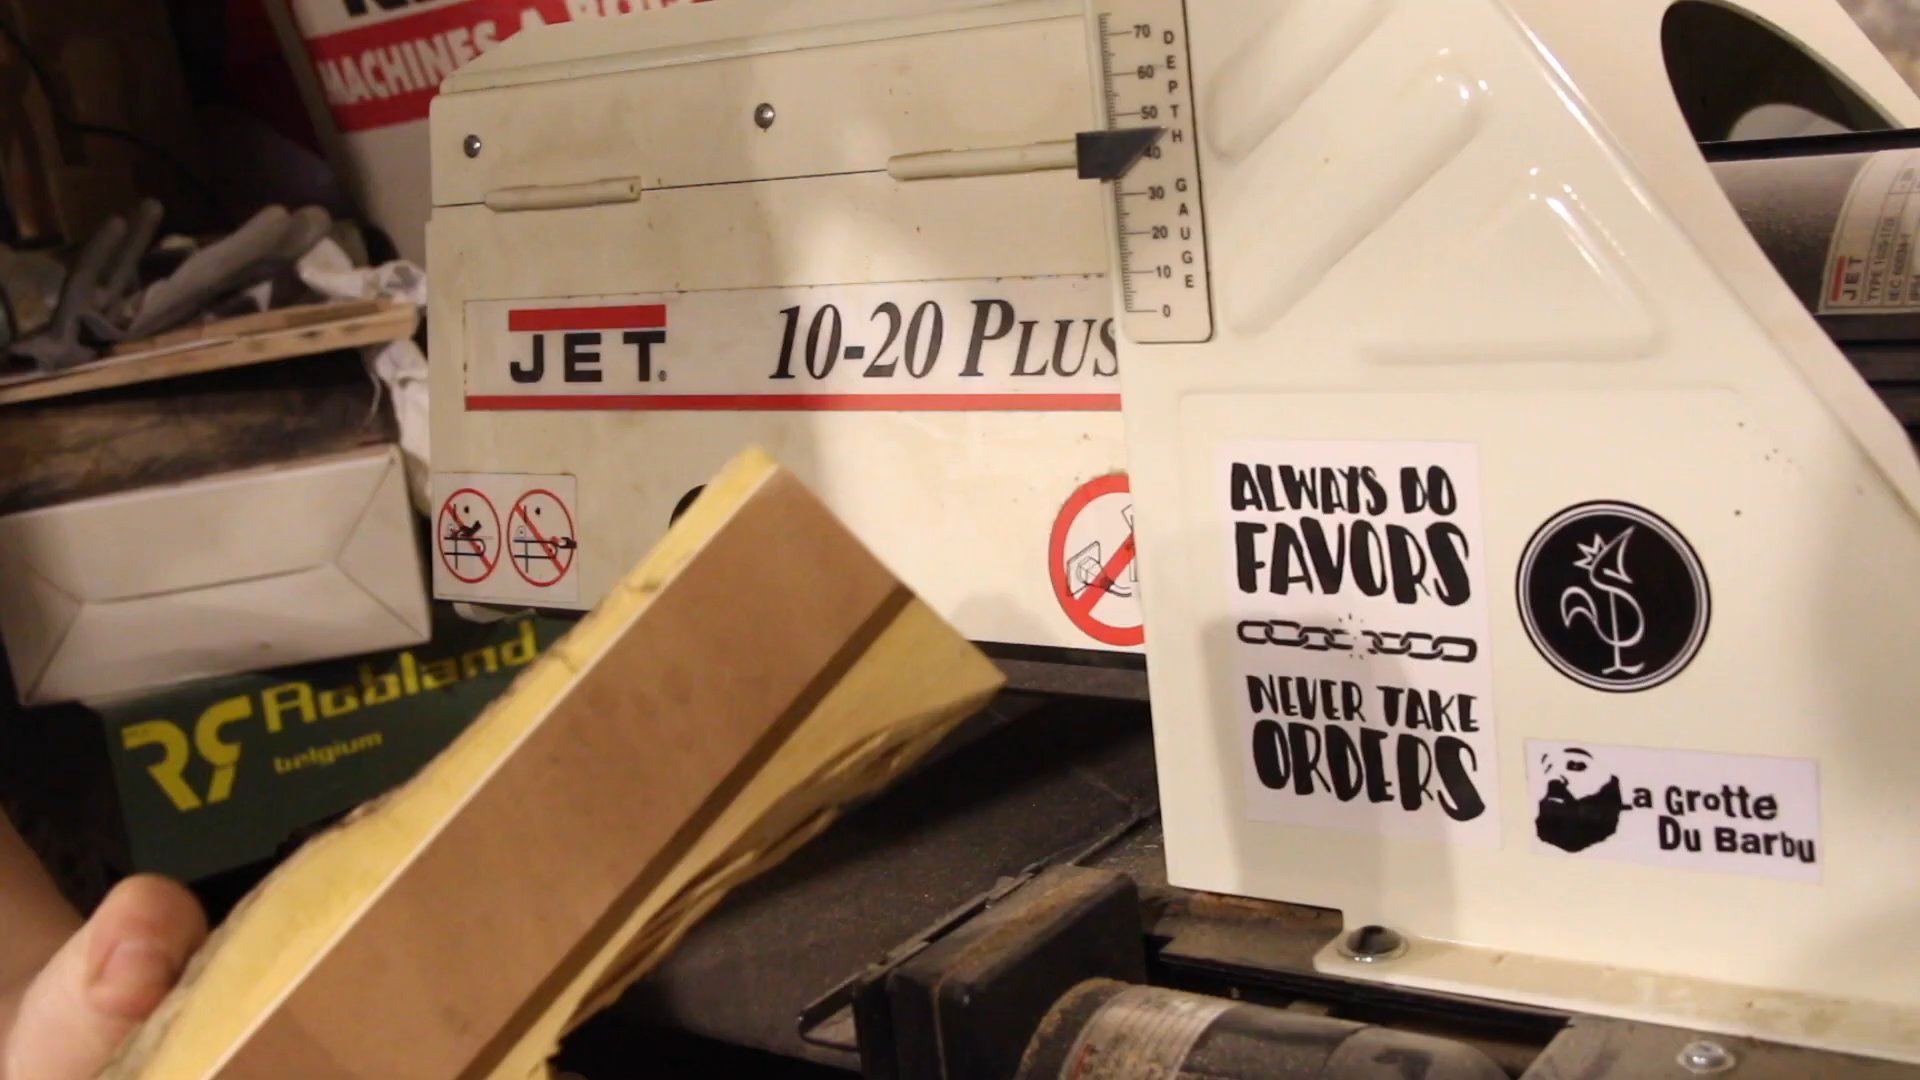 MACHINES A BOIS
70
60
50
40
30
20
10
0
DEPTH GAUGE
JET
10-20 PLUS
JET
ALWAYS DO
FAVORS
NEVER TAKE
ORDERS
La Grotte
Du Barbu
Robland
belgium